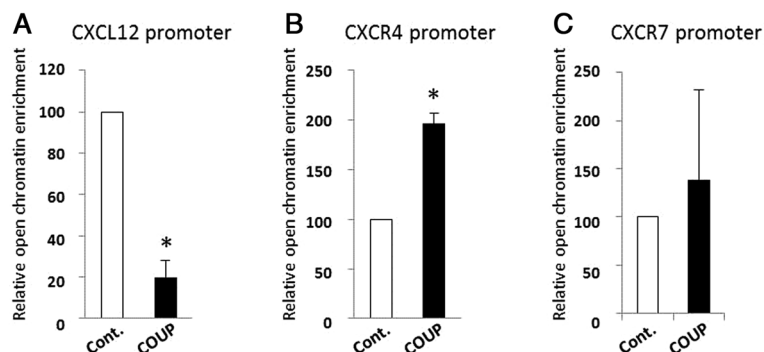 A
CXCL12 promoter
Relative open chromatin enrichment
120
100
80
60
40
20
0
*
Cont.
COUP
B
CXCR4 promoter
Relative open chromatin enrichment
250
200
150
100
50
0
*
Cont.
COUP
C
CXCR7 promoter
Relative open chromatin enrichment
250
200
150
100
50
0
Cont.
COUP